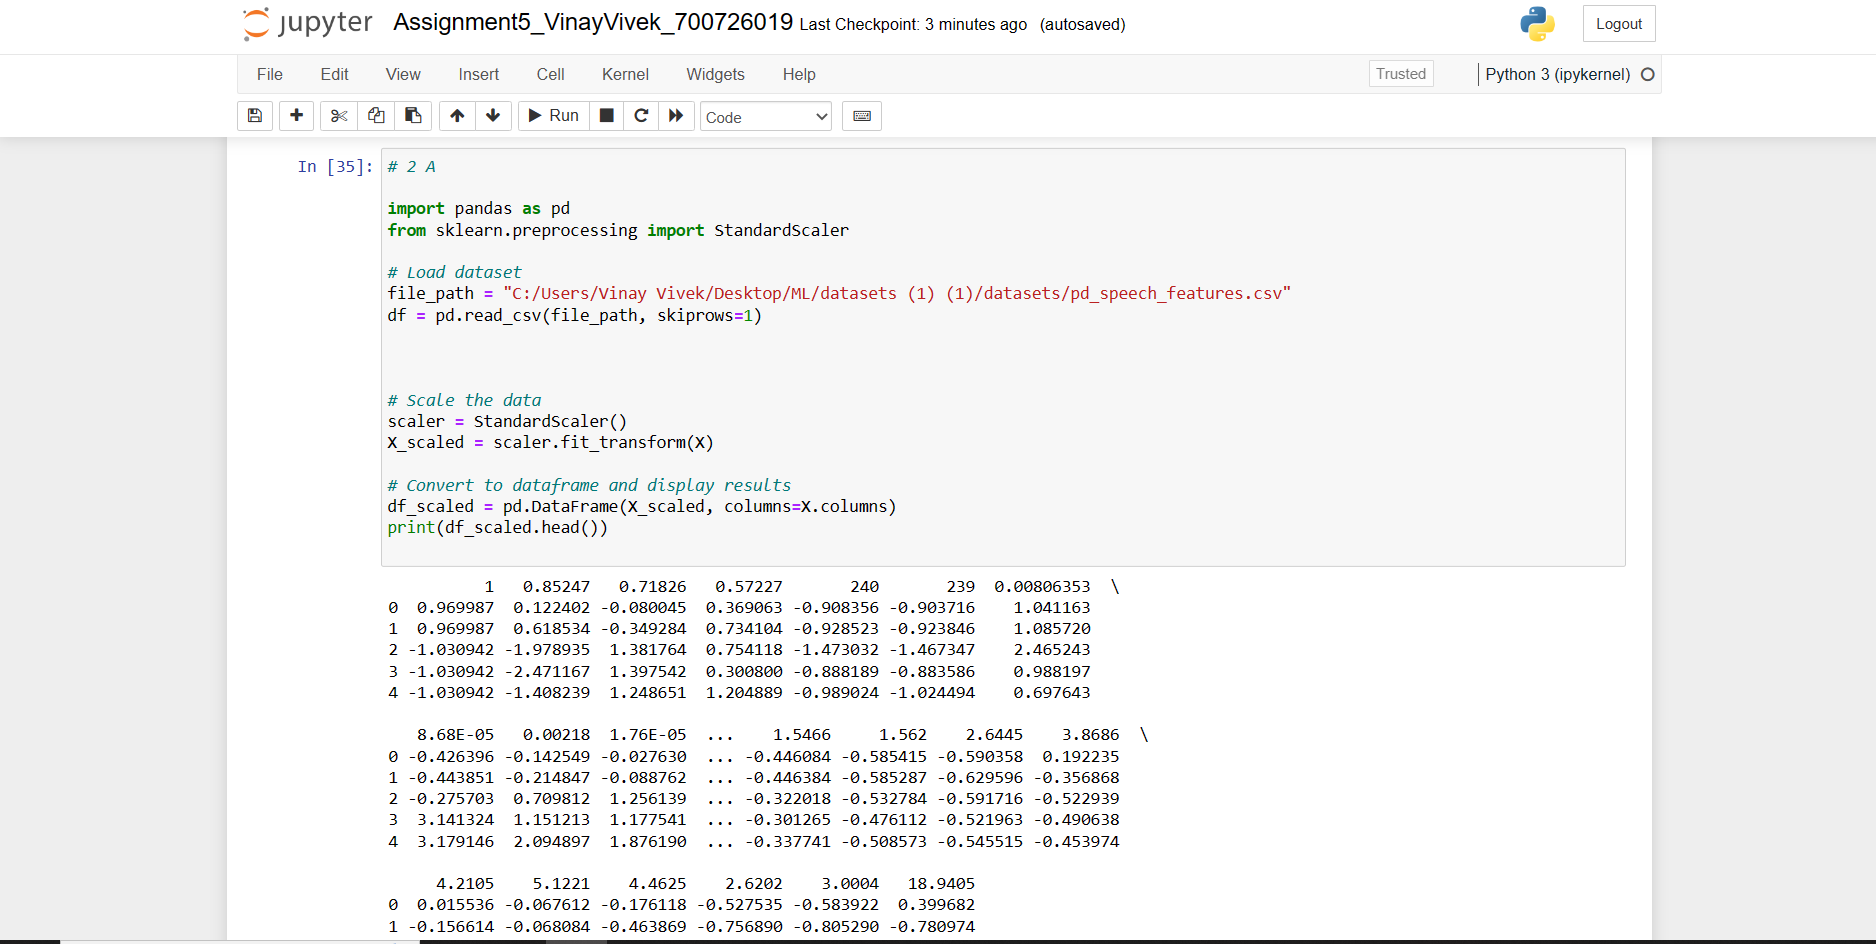 jupyter Assignment5_VinayVivek_700726019 Last Checkpoint: 3 minutes ago (autosaved) Logout
File Edit View Insert Cell Kernel Widgets Help Trusted Python 3 (ipykernel)
Run Code
In [35]: # 2 A
import pandas as pd
from sklearn.preprocessing import StandardScaler
# Load dataset
file_path = "C:/Users/Vinay Vivek/Desktop/ML/datasets (1) (1)/datasets/pd_speech_features.csv"
df = pd.read_csv(file_path, skiprows=1)
# Scale the data
scaler = StandardScaler()
X_scaled = scaler.fit_transform(X)
# Convert to dataframe and display results
df_scaled = pd.DataFrame(X_scaled, columns=X.columns)
print(df_scaled.head())
1 0.85247 0.71826 0.57227 240 239 0.00806353 \
0 0.969987 0.122402 -0.080045 0.369063 -0.908356 -0.903716 1.041163
1 0.969987 0.618534 -0.349284 0.734104 -0.928523 -0.923846 1.085720
2 -1.030942 -1.978935 1.381764 0.754118 -1.473032 -1.467347 2.465243
3 -1.030942 -2.471167 1.397542 0.300800 -0.888189 -0.883586 0.988197
4 -1.030942 -1.408239 1.248651 1.204889 -0.989024 -1.024494 0.697643
8.68E-05 0.00218 1.76E-05 ... 1.5466 1.562 2.6445 3.8686 \
0 -0.426396 -0.142549 -0.027630 ... -0.446084 -0.585415 -0.590358 0.192235
1 -0.443851 -0.214847 -0.088762 ... -0.446384 -0.585287 -0.629596 -0.356868
2 -0.275703 0.709812 1.256139 ... -0.322018 -0.532784 -0.591716 -0.522939
3 3.141324 1.151213 1.177541 ... -0.301265 -0.476112 -0.521963 -0.490638
4 3.179146 2.094897 1.876190 ... -0.337741 -0.508573 -0.545515 -0.453974
4.2105 5.1221 4.4625 2.6202 3.0004 18.9405
0 0.015536 -0.067612 -0.176118 -0.527535 -0.583922 0.399682
1 -0.156614 -0.068084 -0.463869 -0.756890 -0.805290 -0.780974